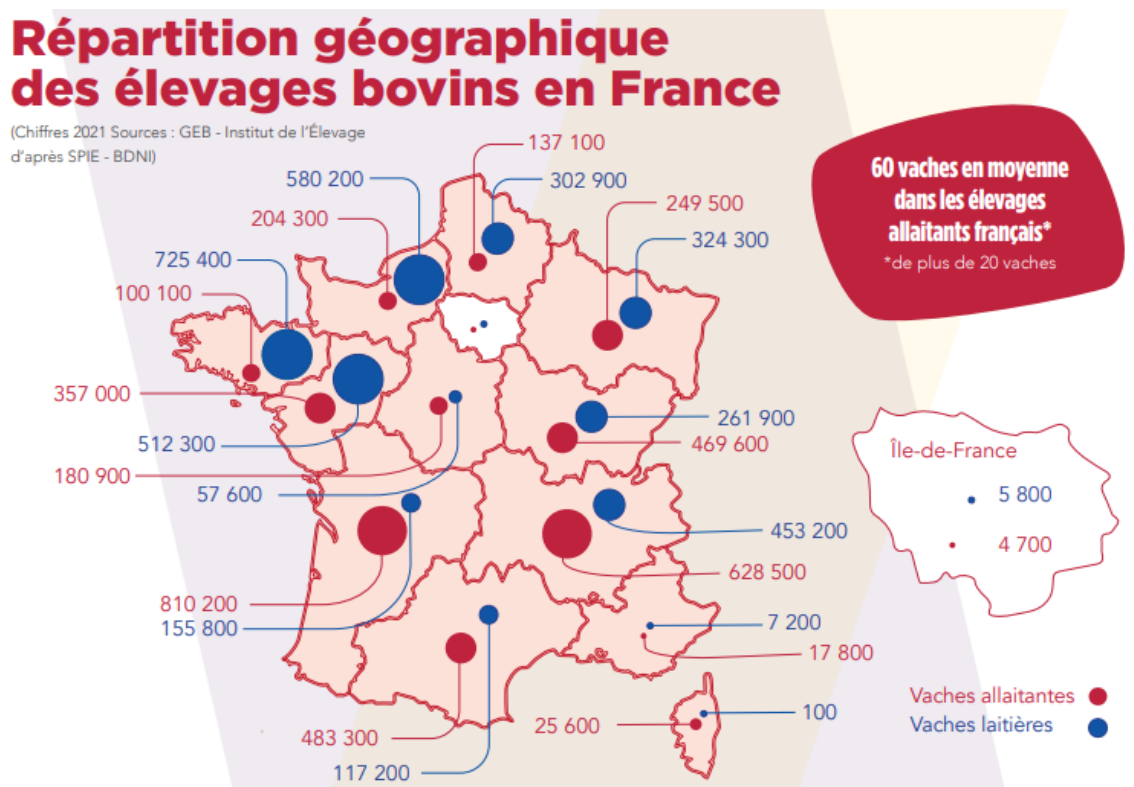 Répartition géographique
des élevages bovins en France
(Chiffres 2021 Sources : GEB - Institut de l'Élevage
d'après SPIE - BDNI)
60 vaches en moyenne
dans les élevages
allaitants français*
*de plus de 20 vaches
137 100
580 200
302 900
204 300
249 500
324 300
725 400
100 100
357 000
512 300
261 900
469 600
180 900
57 600
453 200
628 500
810 200
155 800
7 200
17 800
25 600
100
483 300
117 200
Île-de-France
5 800
4 700
Vaches allaitantes
Vaches laitières